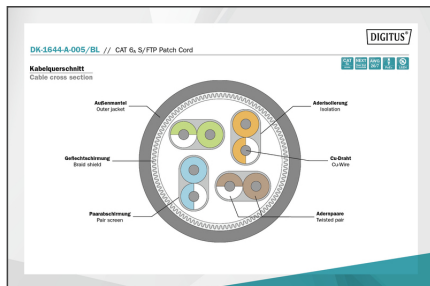 DIGITUS®
DK-1644-A-005/BL // CAT 6A S/FTP Patch Cord
Kabelquerschnitt
Cable cross section
Außenmantel
Outer jacket
Aderisolierung
Isolation
Geflechtschirmung
Braid shield
Cu-Draht
Cu Wire
Paarabschirmung
Pair screen
Adernpaare
Twisted pair